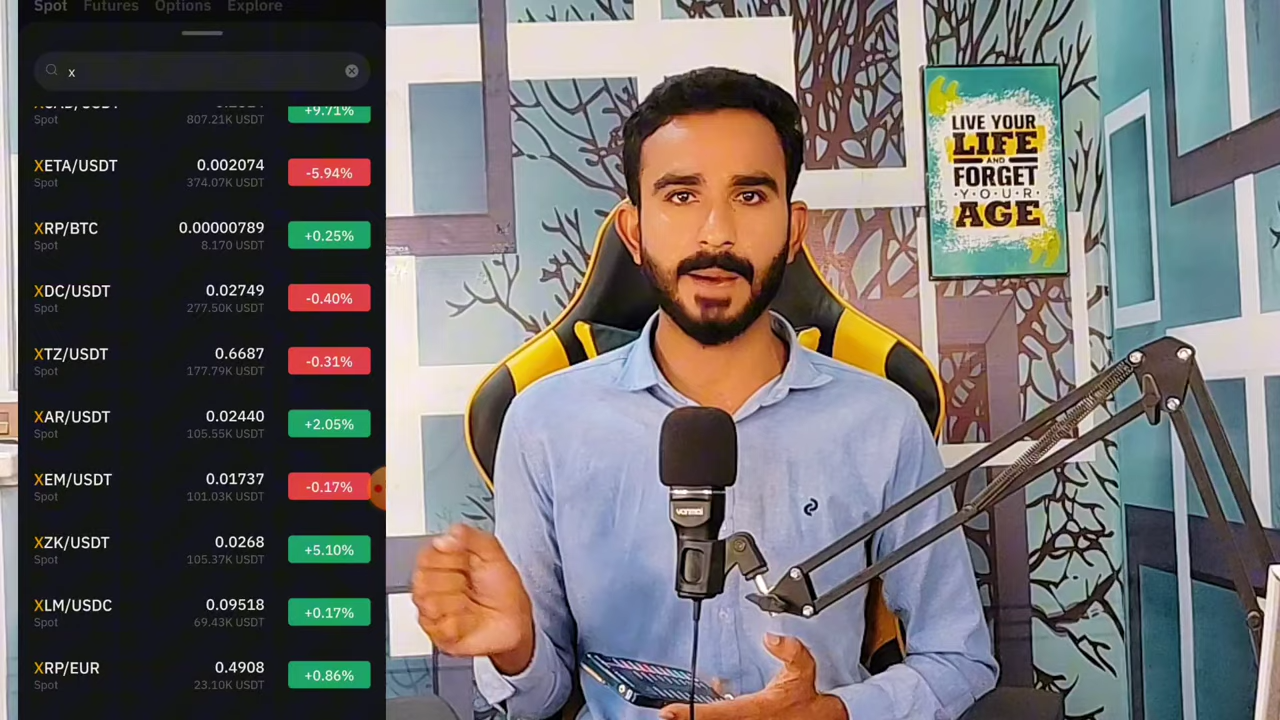 Spot Futures Options Explore
x
+9.71%
Spot 807.21K USDT
XETA/USDT 0.002074 -5.94%
Spot 374.07K USDT
XRP/BTC 0.00000789 +0.25%
Spot 8.170 USDT
XDC/USDT 0.02749 -0.40%
Spot 277.50K USDT
XTZ/USDT 0.6687 -0.31%
Spot 177.79K USDT
XAR/USDT 0.02440 +2.05%
Spot 105.55K USDT
XEM/USDT 0.01737 -0.17%
Spot 101.03K USDT
XZK/USDT 0.0268 +5.10%
Spot 105.37K USDT
XLM/USDC 0.09518 +0.17%
Spot 69.43K USDT
XRP/EUR 0.4908 +0.86%
Spot 23.10K USDT
LIVE YOUR
LIFE
AND
FORGET
·Y·O·U·R·
AGE